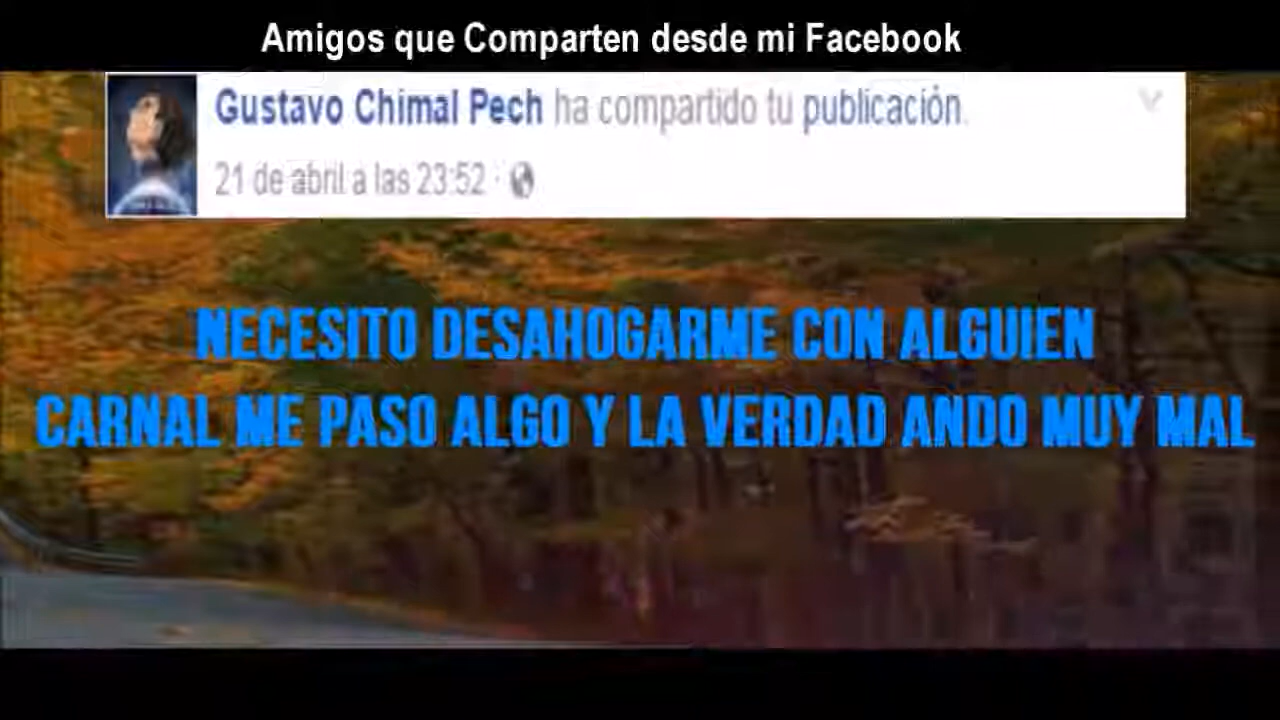 Amigos que Comparten desde mi Facebook
Gustavo Chimal Pech ha compartido tu publicación.
21 de abril a las 23:52 ·
NECESITO DESAHOGARME CON ALGUIEN
CARNAL ME PASO ALGO Y LA VERDAD ANDO MUY MAL